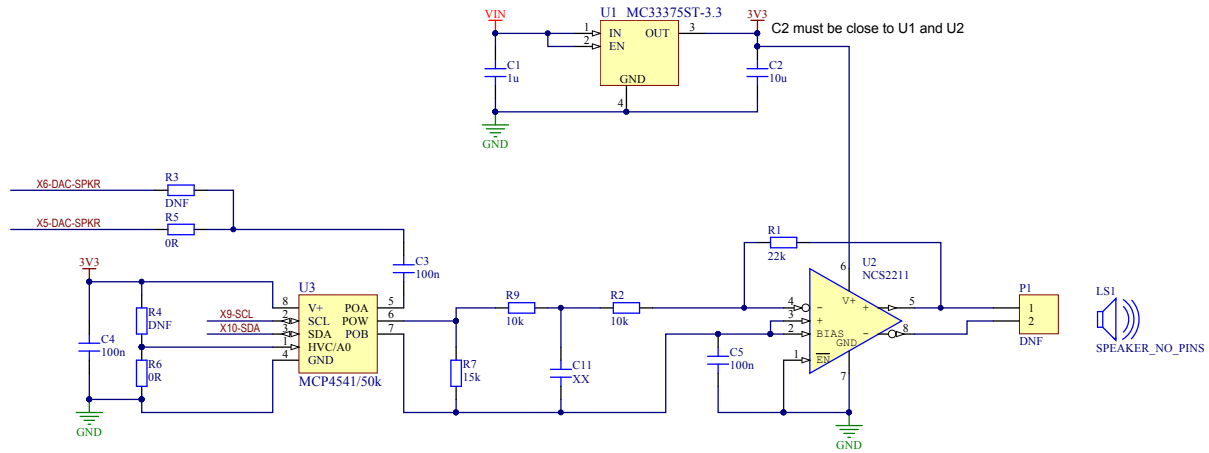 VIN
U1 MC33375ST-3.3
3V3
C2 must be close to U1 and U2
1
IN
OUT
3
2
EN
C1
1u
GND
4
C2
10u
GND
X6-DAC-SPKR
R3
DNF
X5-DAC-SPKR
R5
0R
C3
100n
3V3
R4
DNF
X9-SCL
X10-SDA
C4
100n
R6
0R
GND
U3
8
V+
POA
5
2
SCL
POW
6
3
SDA
POB
7
1
HVC/A0
4
GND
MCP4541/50k
R9
10k
R2
10k
R7
15k
C11
XX
R1
22k
C5
100n
U2
NCS2211
6
V+
4
−
+
5
3
+
2
BIAS
−
8
GND
1
EN
7
GND
P1
1
2
DNF
LS1
SPEAKER_NO_PINS